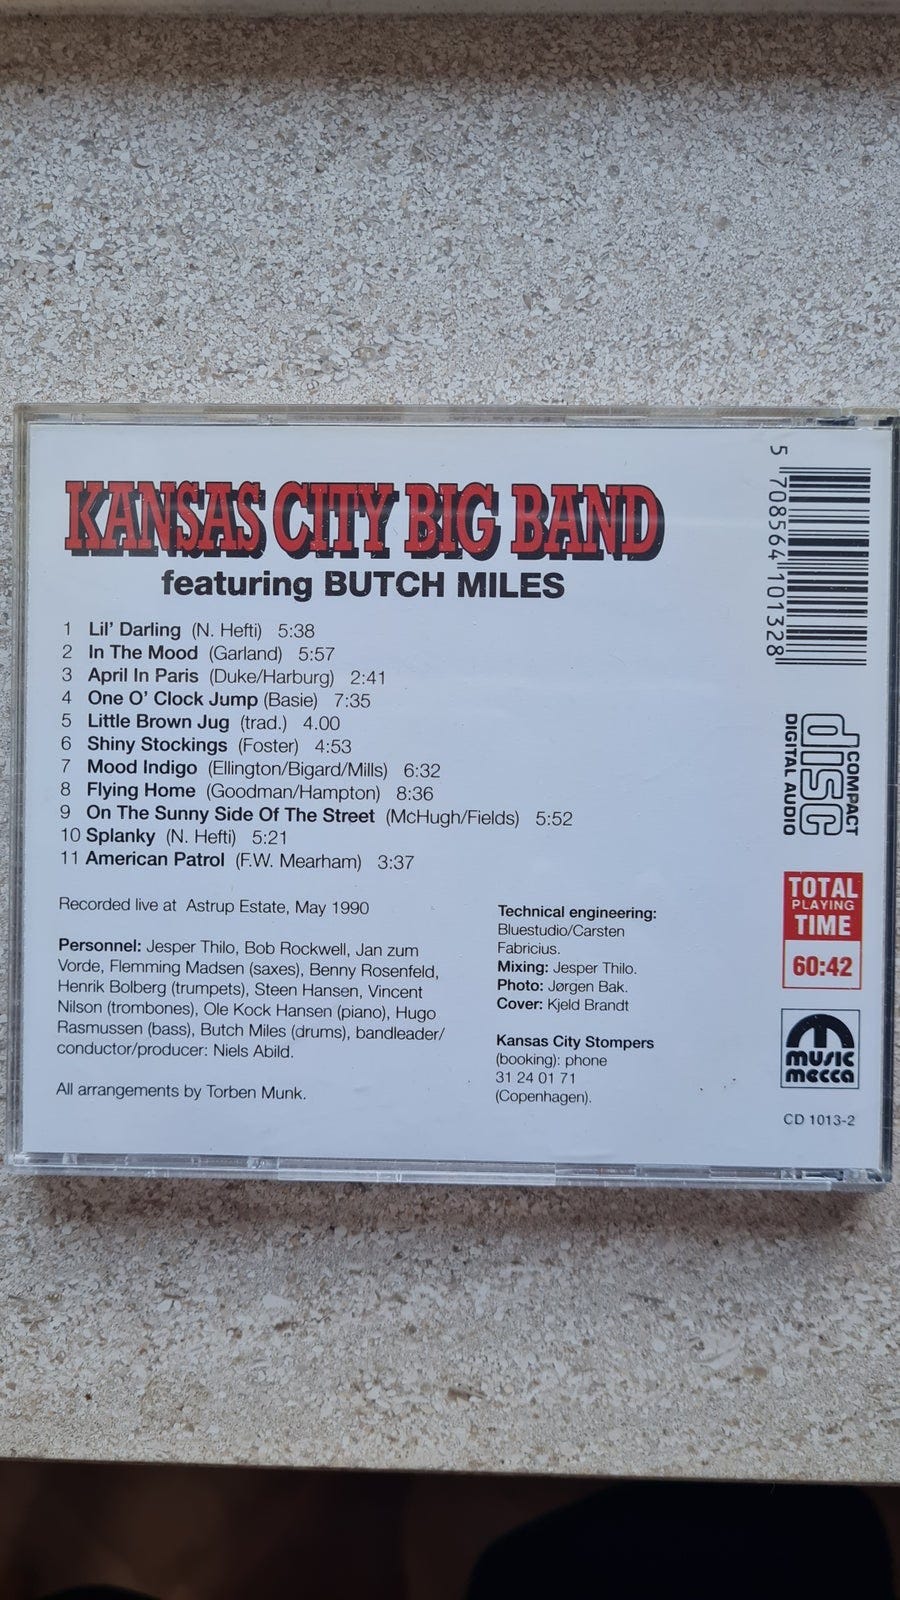 KANSAS CITY BIG BAND
featuring BUTCH MILES
1 Lil' Darling (N. Hefti) 5:38
2 In The Mood (Garland) 5:57
3 April In Paris (Duke/Harburg) 2:41
4 One O' Clock Jump (Basie) 7:35
5 Little Brown Jug (trad.) 4.00
6 Shiny Stockings (Foster) 4:53
7 Mood Indigo (Ellington/Bigard/Mills) 6:32
8 Flying Home (Goodman/Hampton) 8:36
9 On The Sunny Side Of The Street (McHugh/Fields) 5:52
10 Splanky (N. Hefti) 5:21
11 American Patrol (F.W. Mearham) 3:37
Recorded live at Astrup Estate, May 1990
Personnel: Jesper Thilo, Bob Rockwell, Jan zum
Vorde, Flemming Madsen (saxes), Benny Rosenfeld,
Henrik Bolberg (trumpets), Steen Hansen, Vincent
Nilson (trombones), Ole Kock Hansen (piano), Hugo
Rasmussen (bass), Butch Miles (drums), bandleader/
conductor/producer: Niels Abild.
All arrangements by Torben Munk.
Technical engineering:
Bluestudio/Carsten
Fabricius.
Mixing: Jesper Thilo.
Photo: Jørgen Bak.
Cover: Kjeld Brandt
Kansas City Stompers
(booking): phone
31 24 01 71
(Copenhagen).
5 708564 101328
COMPACT
disc
DIGITAL AUDIO
TOTAL
PLAYING
TIME
60:42
music
mecca
CD 1013-2